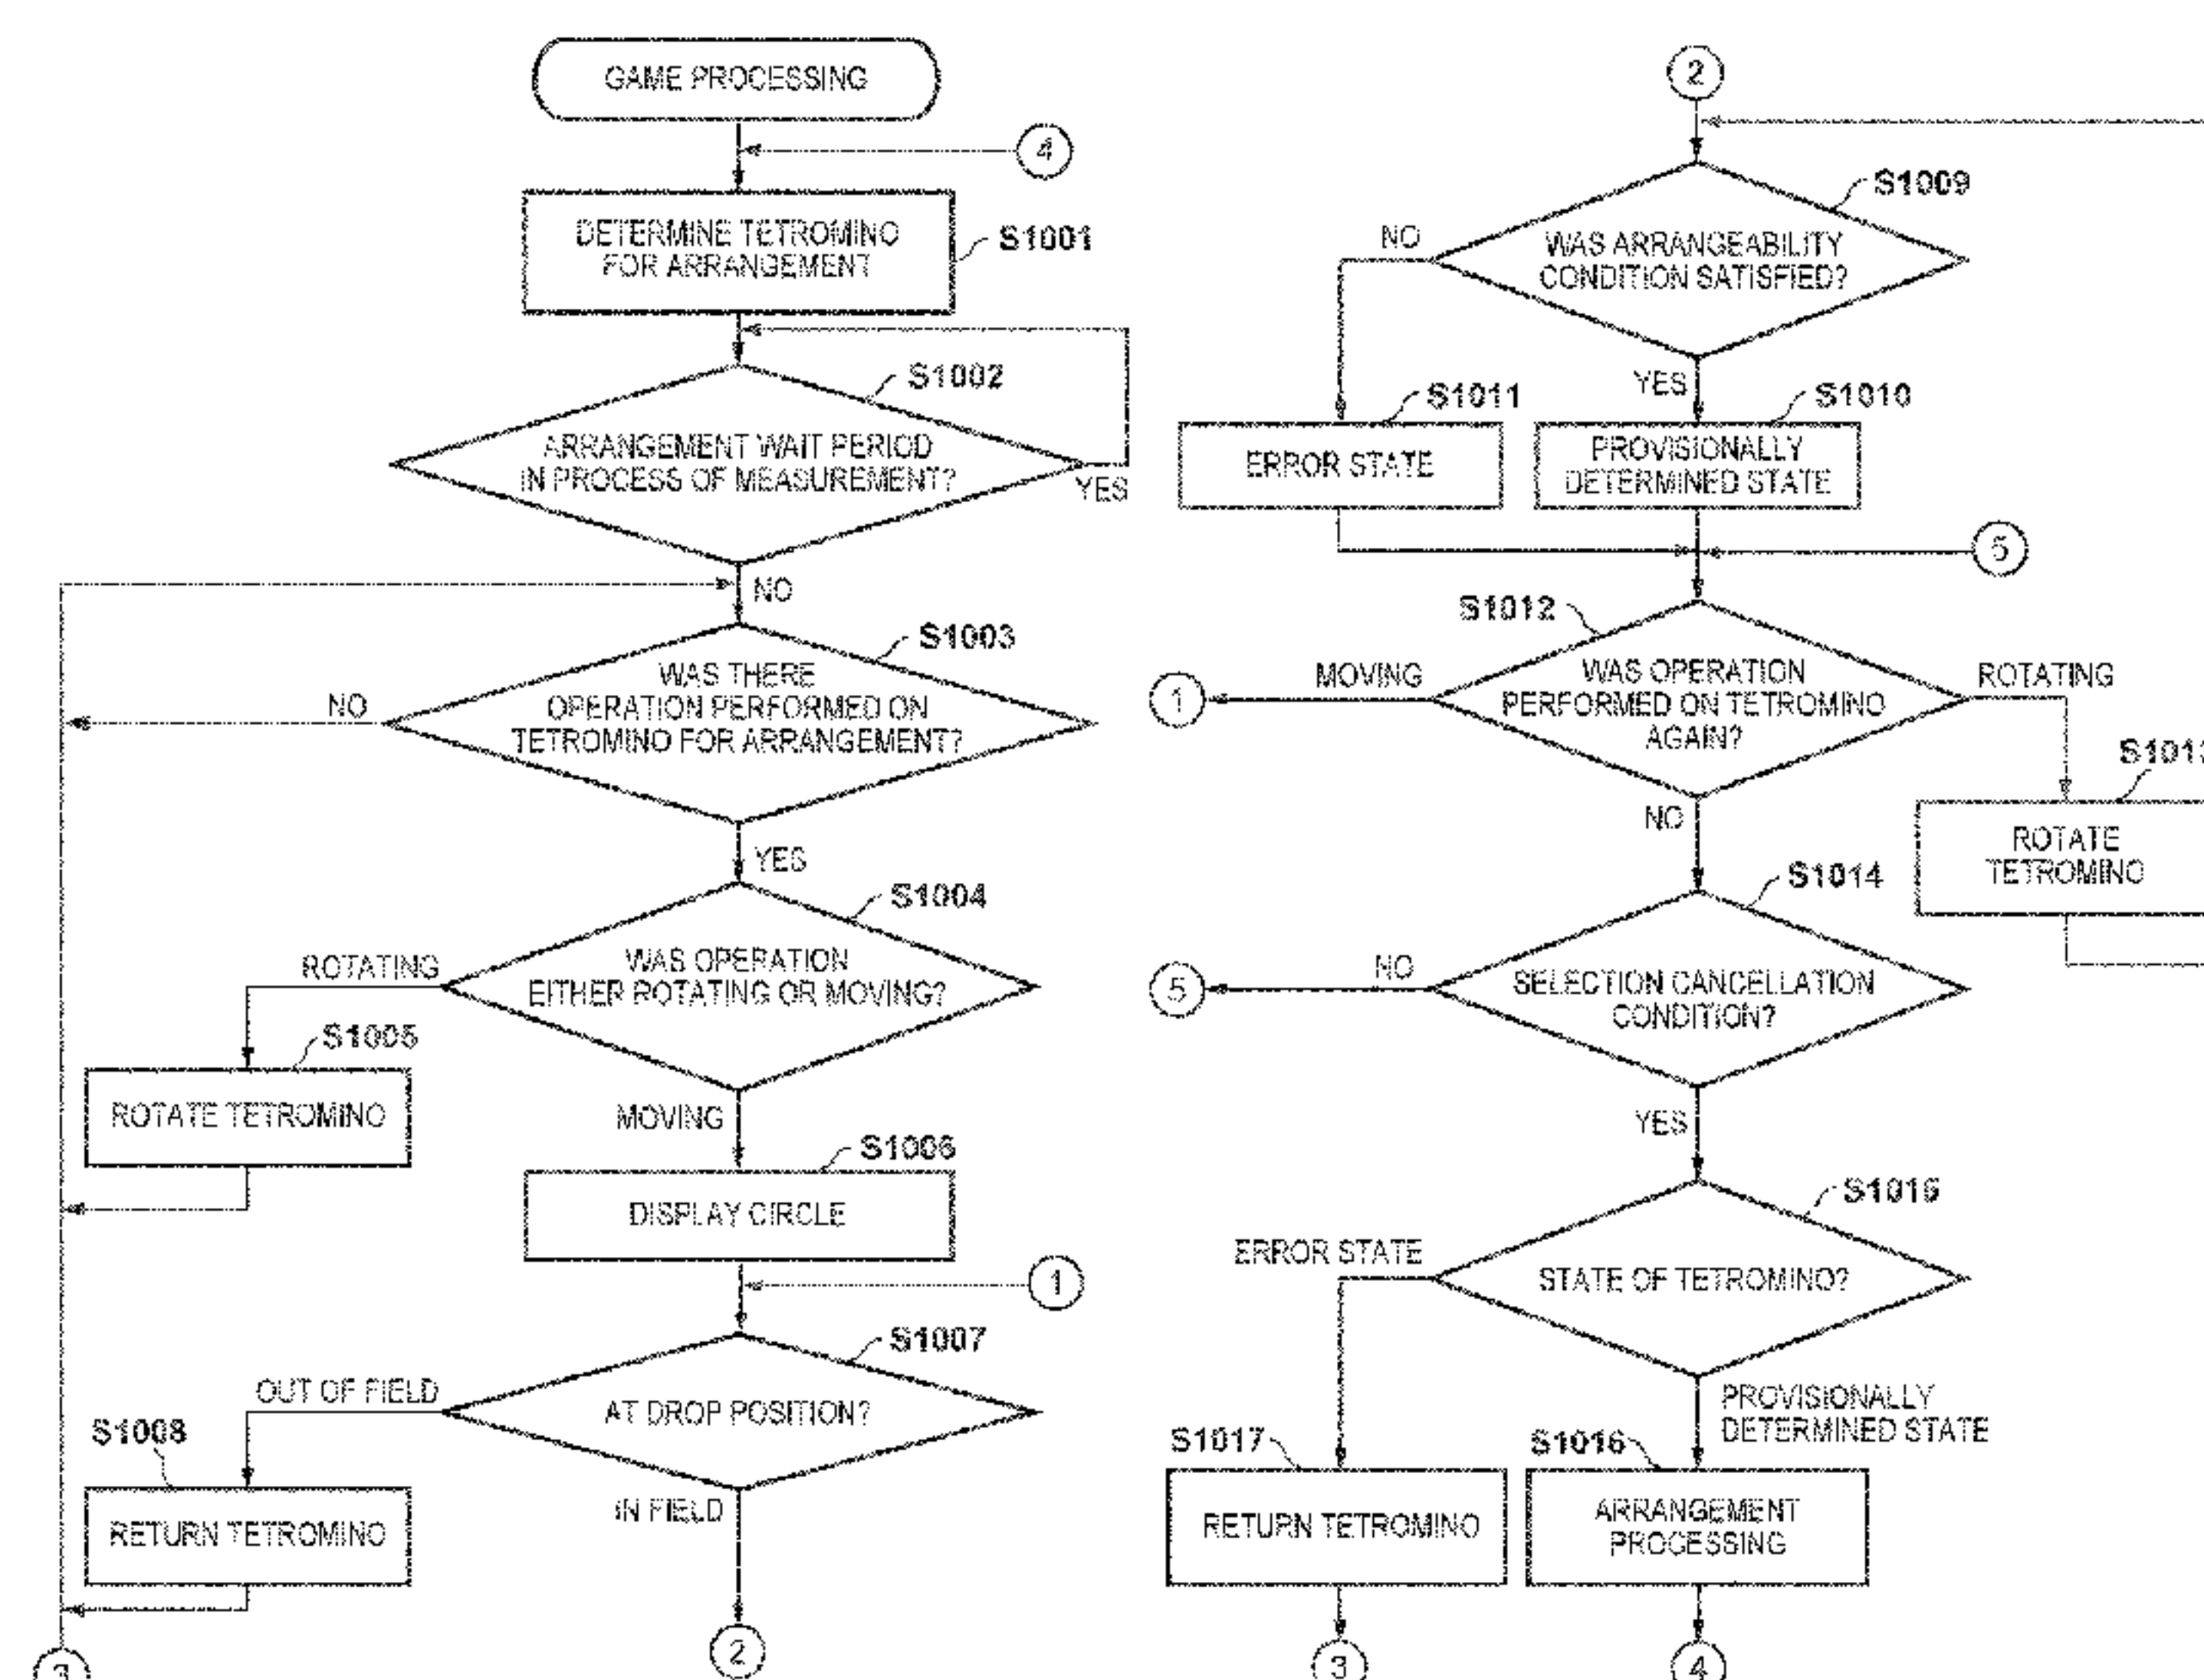 GAME PROCESSING
4
DETERMINE TETROMINO
FOR ARRANGEMENT
S1001
S1002
ARRANGEMENT WAIT PERIOD
IN PROCESS OF MEASUREMENT?
YES
NO
S1003
WAS THERE
OPERATION PERFORMED ON
TETROMINO FOR ARRANGEMENT?
NO
YES
S1004
WAS OPERATION
EITHER ROTATING OR MOVING?
ROTATING
S1005
ROTATE TETROMINO
MOVING
S1006
DISPLAY CIRCLE
1
S1007
AT DROP POSITION?
OUT OF FIELD
S1008
RETURN TETROMINO
IN FIELD
2
3
2
S1009
WAS ARRANGEABILITY
CONDITION SATISFIED?
NO
YES
S1011
ERROR STATE
S1010
PROVISIONALLY
DETERMINED STATE
5
S1012
WAS OPERATION
PERFORMED ON TETROMINO
AGAIN?
MOVING
1
ROTATING
S1013
ROTATE
TETROMINO
NO
S1014
SELECTION CANCELLATION
CONDITION?
NO
5
YES
S1015
STATE OF TETROMINO?
ERROR STATE
PROVISIONALLY
DETERMINED STATE
S1017
RETURN TETROMINO
S1016
ARRANGEMENT
PROCESSING
3
4